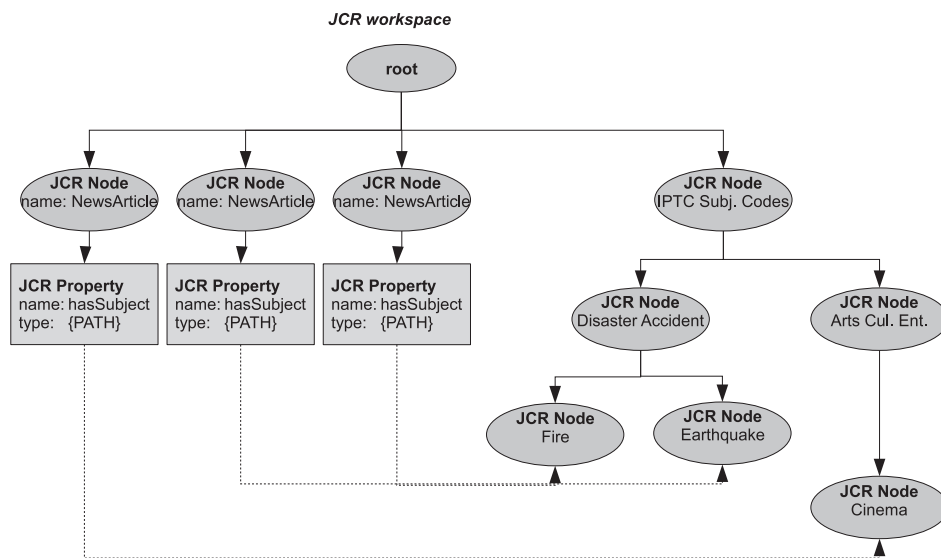 JCR workspace
root
JCR Node
name: NewsArticle
JCR Node
name: NewsArticle
JCR Node
name: NewsArticle
JCR Node
IPTC Subj. Codes
JCR Property
name: hasSubject
type: {PATH}
JCR Property
name: hasSubject
type: {PATH}
JCR Property
name: hasSubject
type: {PATH}
JCR Node
Disaster Accident
JCR Node
Arts Cul. Ent.
JCR Node
Fire
JCR Node
Earthquake
JCR Node
Cinema